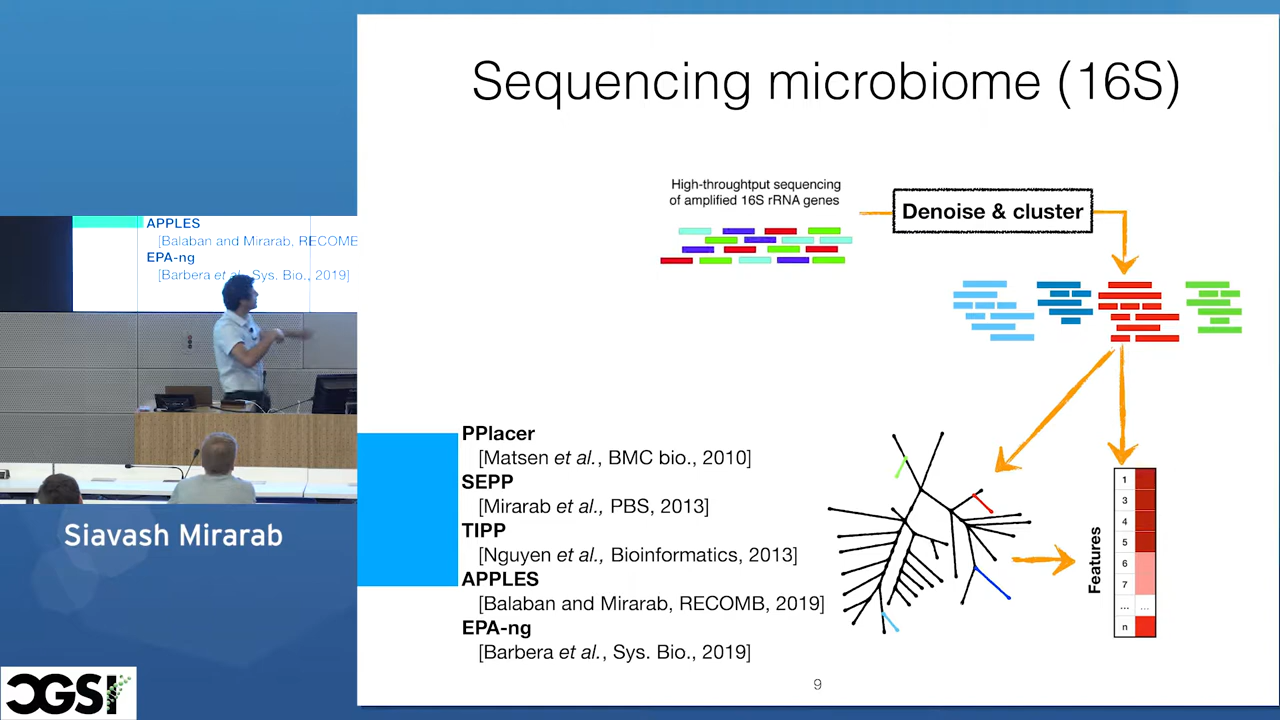 Sequencing microbiome (16S)
High-throughtput sequencing
of amplified 16S rRNA genes
Denoise & cluster
APPLES
[Balaban and Mirarab, RECOMB
EPA-ng
[Barbera et al., Sys. Bio., 2019]
PPlacer
[Matsen et al., BMC bio., 2010]
SEPP
[Mirarab et al., PBS, 2013]
TIPP
[Nguyen et al., Bioinformatics, 2013]
APPLES
[Balaban and Mirarab, RECOMB, 2019]
EPA-ng
[Barbera et al., Sys. Bio., 2019]
Features
1
3
4
5
6
7
... ...
n
9
Siavash Mirarab
CGSI